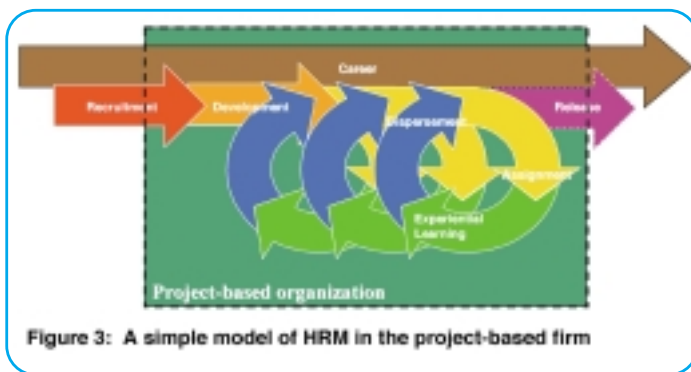 Career
Recruitment
Development
Release
Dispersement
Assignment
Experiential
Learning
Project-based organization
Figure 3: A simple model of HRM in the project-based firm